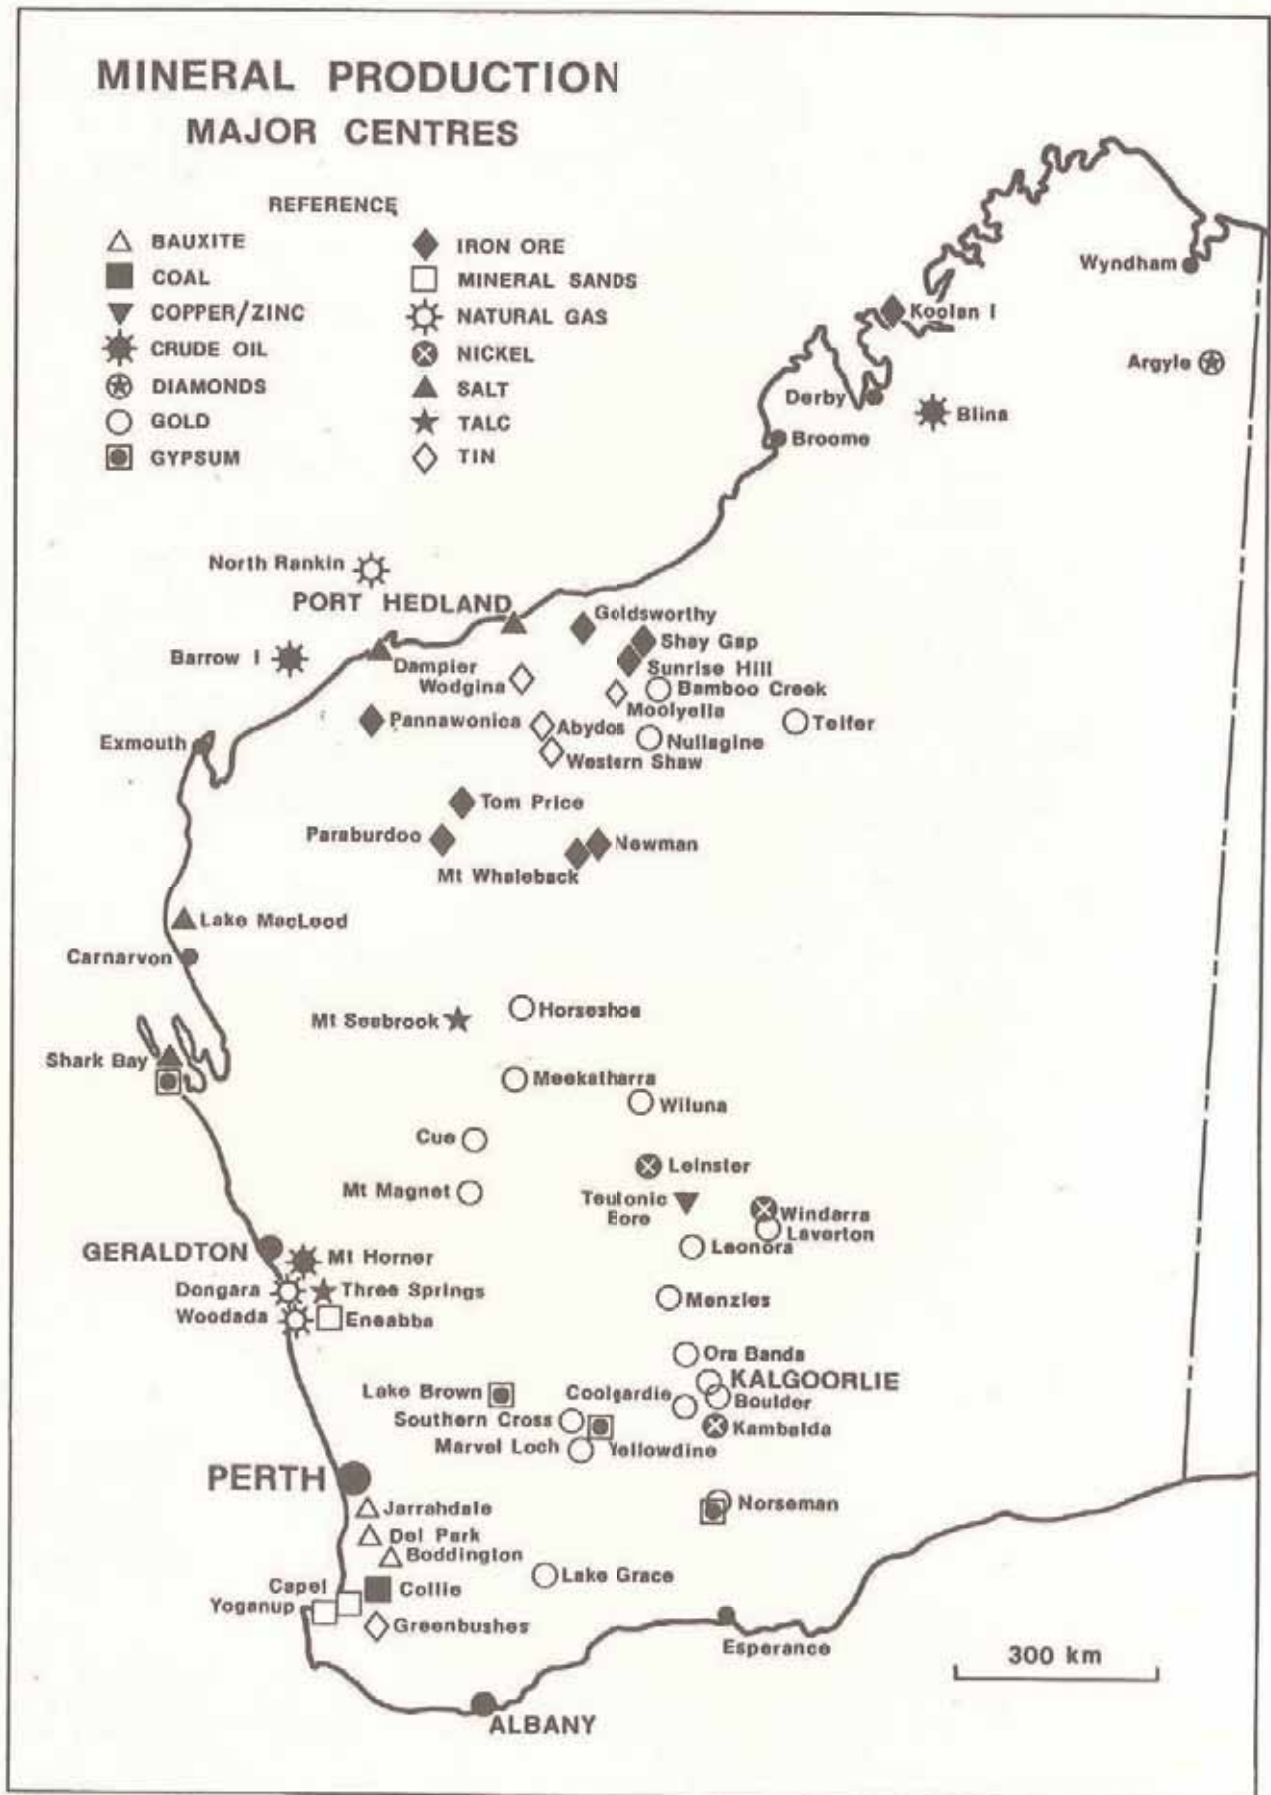 MINERAL PRODUCTION
MAJOR CENTRES
REFERENCE
BAUXITE
COAL
COPPER/ZINC
CRUDE OIL
DIAMONDS
GOLD
GYPSUM
IRON ORE
MINERAL SANDS
NATURAL GAS
NICKEL
SALT
TALC
TIN
Wyndham
Koolan I
Argyle
Derby
Blina
Broome
North Rankin
PORT HEDLAND
Goldsworthy
Shay Gap
Barrow I
Sunrise Hill
Dampier
Wodgina
Bamboo Creek
Moolyella
Pannawonica
Abydos
Telfer
Exmouth
Nullagine
Western Shaw
Tom Price
Paraburdoo
Newman
Mt Whaleback
Lake MacLeod
Carnarvon
Horseshoe
Mt Seabrook
Shark Bay
Meekatharra
Wiluna
Cue
Leinster
Mt Magnet
Teutonic
Bore
Windarra
Laverton
GERALDTON
Leonora
Mt Horner
Dongara
Three Springs
Menzies
Woodada
Eneabba
Ora Banda
KALGOORLIE
Lake Brown
Coolgardie
Boulder
Southern Cross
Kambalda
Marvel Loch
Yellowdine
PERTH
Norseman
Jarrahdale
Del Park
Boddington
Lake Grace
Capel
Collie
Yoganup
Greenbushes
Esperance
300 km
ALBANY